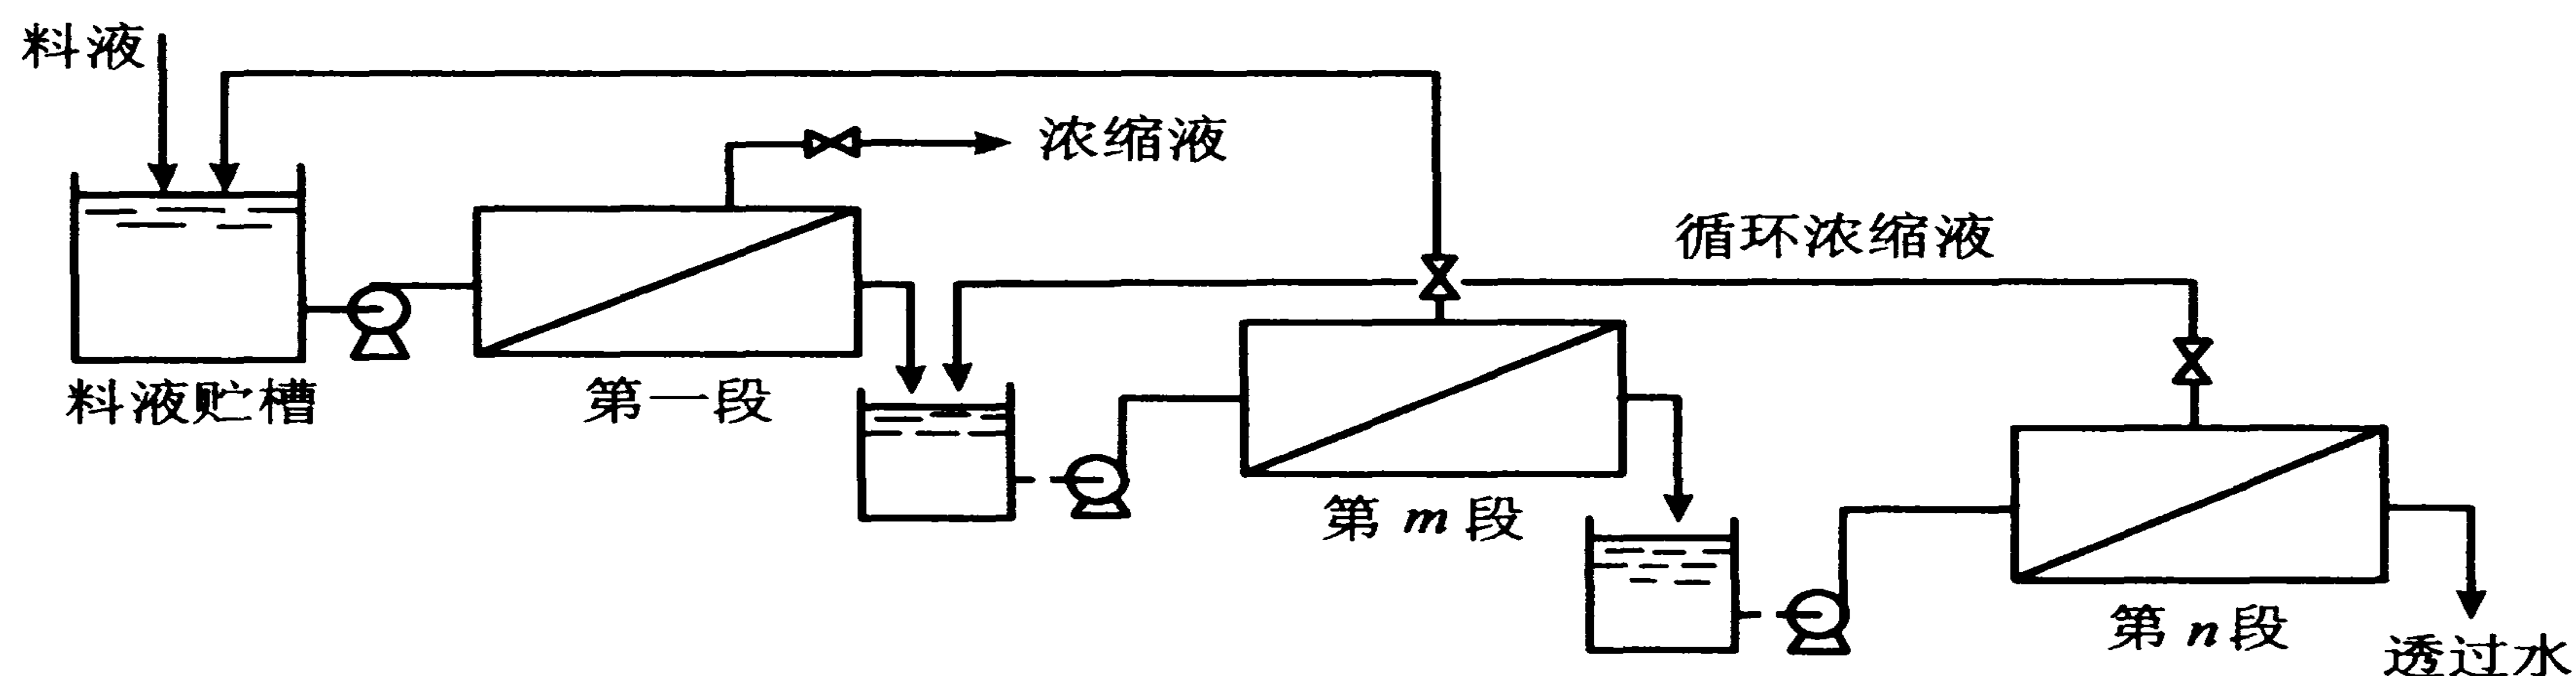 料液
浓缩液
循环浓缩液
料液贮槽
第一段
第 m 段
第 n 段
透过水